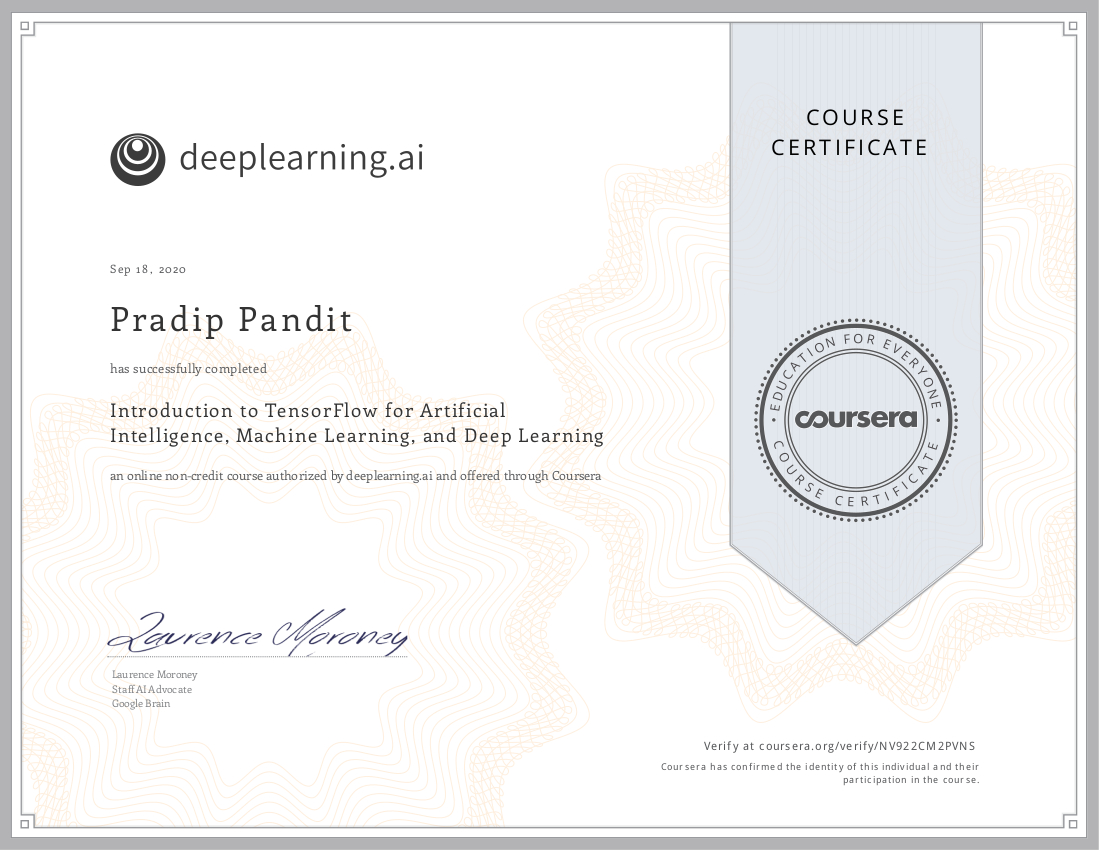 deeplearning.ai
COURSE
CERTIFICATE
Sep 18, 2020
Pradip Pandit
has successfully completed
Introduction to TensorFlow for Artificial
Intelligence, Machine Learning, and Deep Learning
an online non-credit course authorized by deeplearning.ai and offered through Coursera
EDUCATION FOR EVERYONE
coursera
COURSE CERTIFICATE
Laurence Moroney
Laurence Moroney
Staff AI Advocate
Google Brain
Verify at coursera.org/verify/NV922CM2PVNS
Coursera has confirmed the identity of this individual and their
participation in the course.